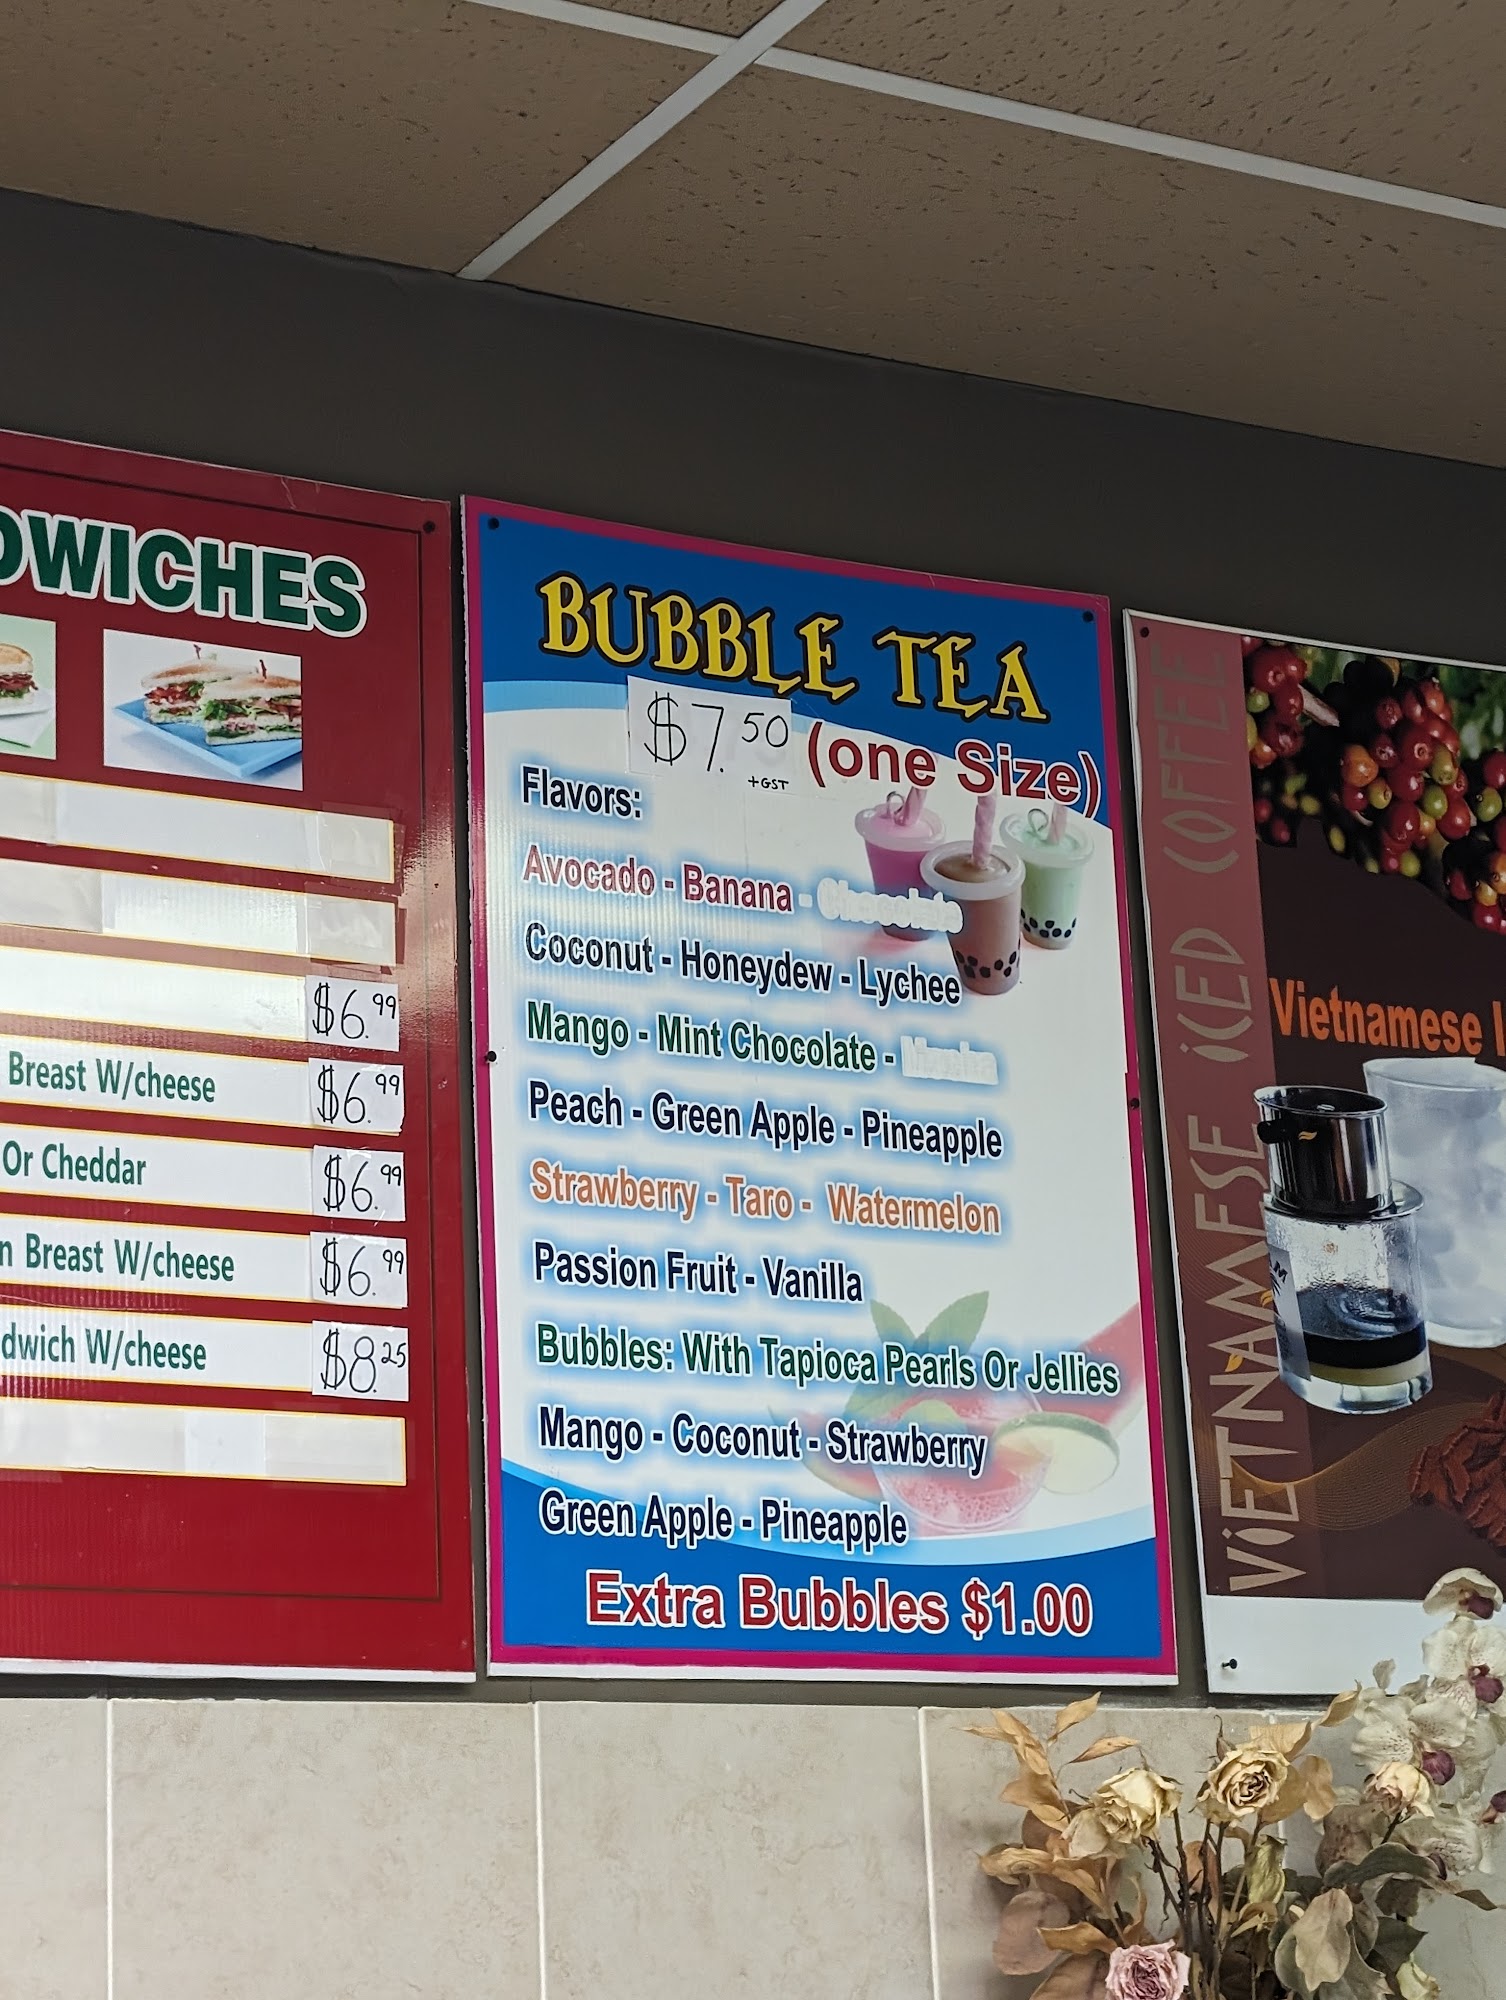 DWICHES
$6.99
Breast W/cheese $6.99
Or Cheddar $6.99
n Breast W/cheese $6.99
dwich W/cheese $8.25
BUBBLE TEA
$7.50 +GST (one Size)
Flavors:
Avocado - Banana - Chocolate
Coconut - Honeydew - Lychee
Mango - Mint Chocolate -
Peach - Green Apple - Pineapple
Strawberry - Taro - Watermelon
Passion Fruit - Vanilla
Bubbles: With Tapioca Pearls Or Jellies
Mango - Coconut - Strawberry
Green Apple - Pineapple
Extra Bubbles $1.00
VIETNAMESE ICED COFFEE
Vietnamese I